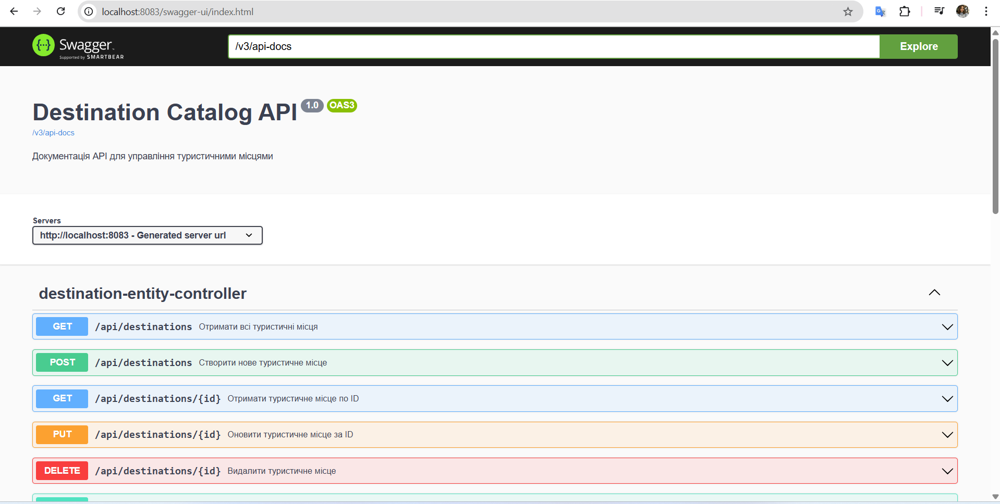 localhost:8083/swagger-ui/index.html
Swagger
Supported by SMARTBEAR
/v3/api-docs
Explore
Destination Catalog API 1.0 OAS3
/v3/api-docs
Документація API для управління туристичними місцями
Servers
http://localhost:8083 - Generated server url
destination-entity-controller
GET /api/destinations Отримати всі туристичні місця
POST /api/destinations Створити нове туристичне місце
GET /api/destinations/{id} Отримати туристичне місце по ID
PUT /api/destinations/{id} Оновити туристичне місце за ID
DELETE /api/destinations/{id} Видалити туристичне місце